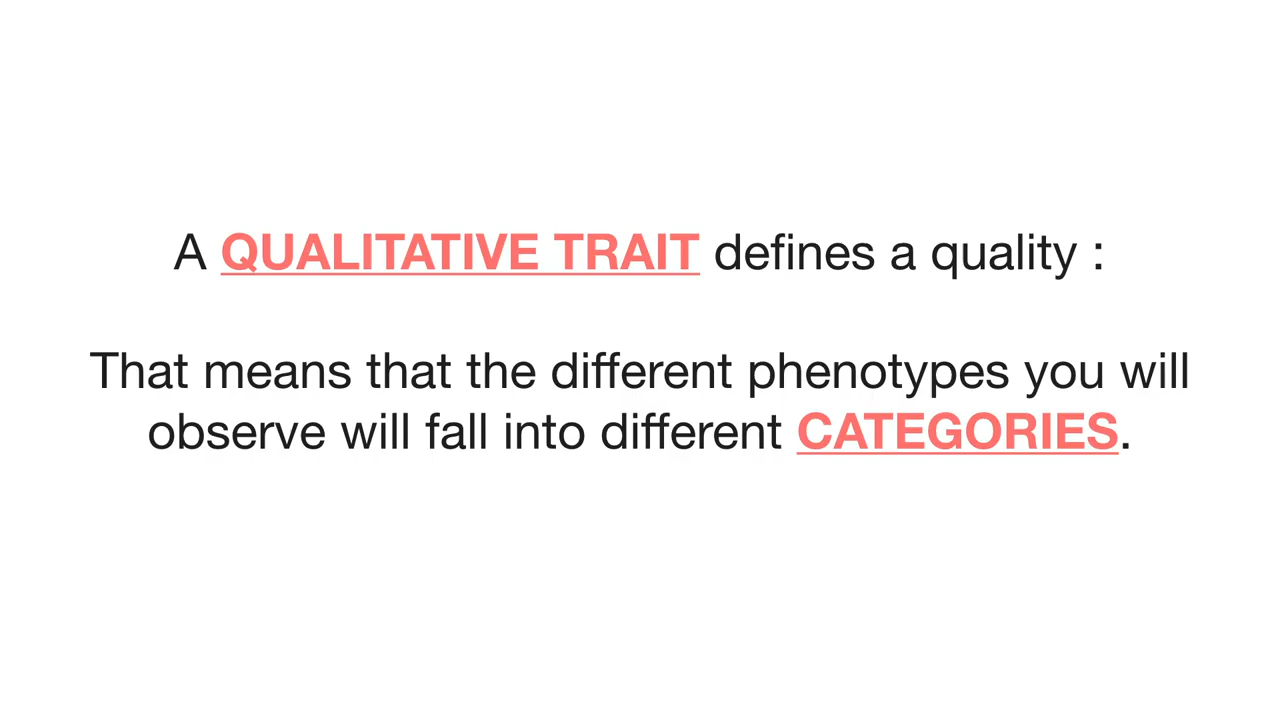 A QUALITATIVE TRAIT defines a quality :
That means that the different phenotypes you will
observe will fall into different CATEGORIES.